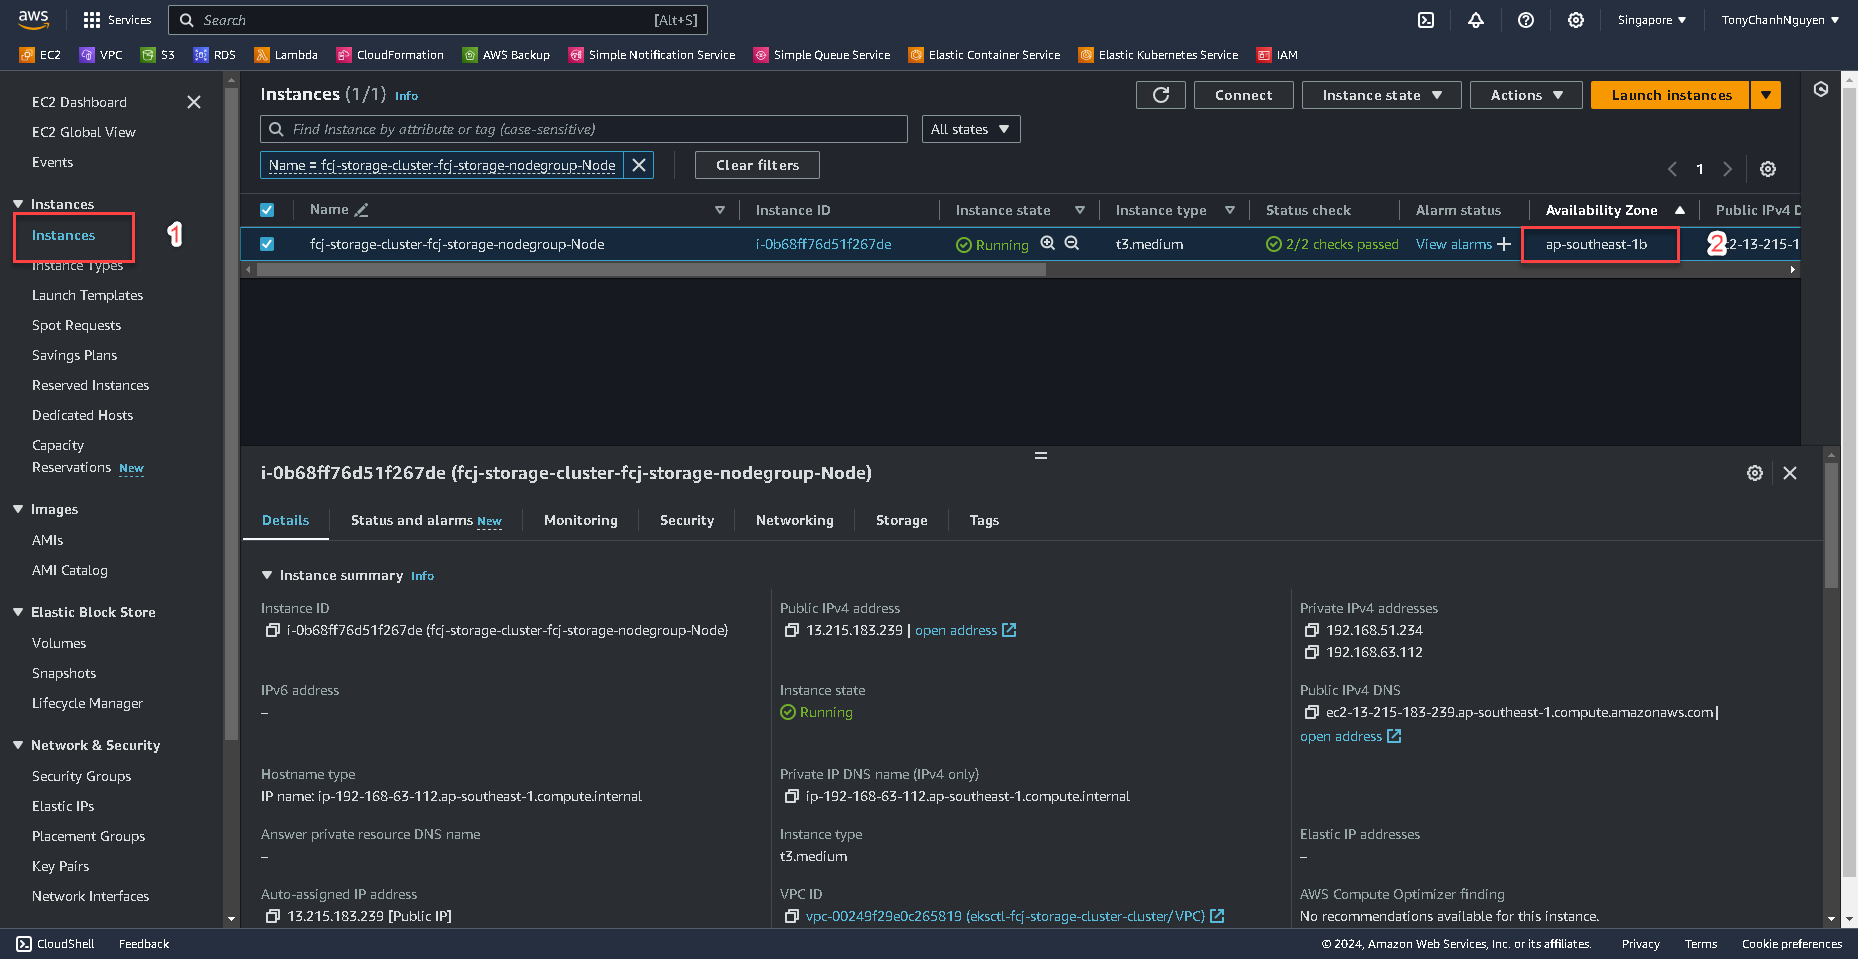 aws Services Search [Alt+S] Singapore TonyChanhNguyen
EC2 VPC S3 RDS Lambda CloudFormation AWS Backup Simple Notification Service Simple Queue Service Elastic Container Service Elastic Kubernetes Service IAM
EC2 Dashboard
EC2 Global View
Events
Instances
Instances
1
Instance Types
Launch Templates
Spot Requests
Savings Plans
Reserved Instances
Dedicated Hosts
Capacity
Reservations New
Images
AMIs
AMI Catalog
Elastic Block Store
Volumes
Snapshots
Lifecycle Manager
Network & Security
Security Groups
Elastic IPs
Placement Groups
Key Pairs
Network Interfaces
Instances (1/1) Info Connect Instance state Actions Launch instances
Find Instance by attribute or tag (case-sensitive) All states
Name = fcj-storage-cluster-fcj-storage-nodegroup-Node Clear filters 1
Name Instance ID Instance state Instance type Status check Alarm status Availability Zone Public IPv4 D
fcj-storage-cluster-fcj-storage-nodegroup-Node i-0b68ff76d51f267de Running t3.medium 2/2 checks passed View alarms ap-southeast-1b 2 c2-13-215-1
i-0b68ff76d51f267de (fcj-storage-cluster-fcj-storage-nodegroup-Node)
Details Status and alarms New Monitoring Security Networking Storage Tags
Instance summary Info
Instance ID
i-0b68ff76d51f267de (fcj-storage-cluster-fcj-storage-nodegroup-Node)
Public IPv4 address
13.215.183.239 | open address
Private IPv4 addresses
192.168.51.234
192.168.63.112
IPv6 address
–
Instance state
Running
Public IPv4 DNS
ec2-13-215-183-239.ap-southeast-1.compute.amazonaws.com |
open address
Hostname type
IP name: ip-192-168-63-112.ap-southeast-1.compute.internal
Private IP DNS name (IPv4 only)
ip-192-168-63-112.ap-southeast-1.compute.internal
Answer private resource DNS name
–
Instance type
t3.medium
Elastic IP addresses
–
Auto-assigned IP address
13.215.183.239 [Public IP]
VPC ID
vpc-00249f29e0c265819 (eksctl-fcj-storage-cluster-cluster/VPC)
AWS Compute Optimizer finding
No recommendations available for this instance.
CloudShell Feedback © 2024, Amazon Web Services, Inc. or its affiliates. Privacy Terms Cookie preferences